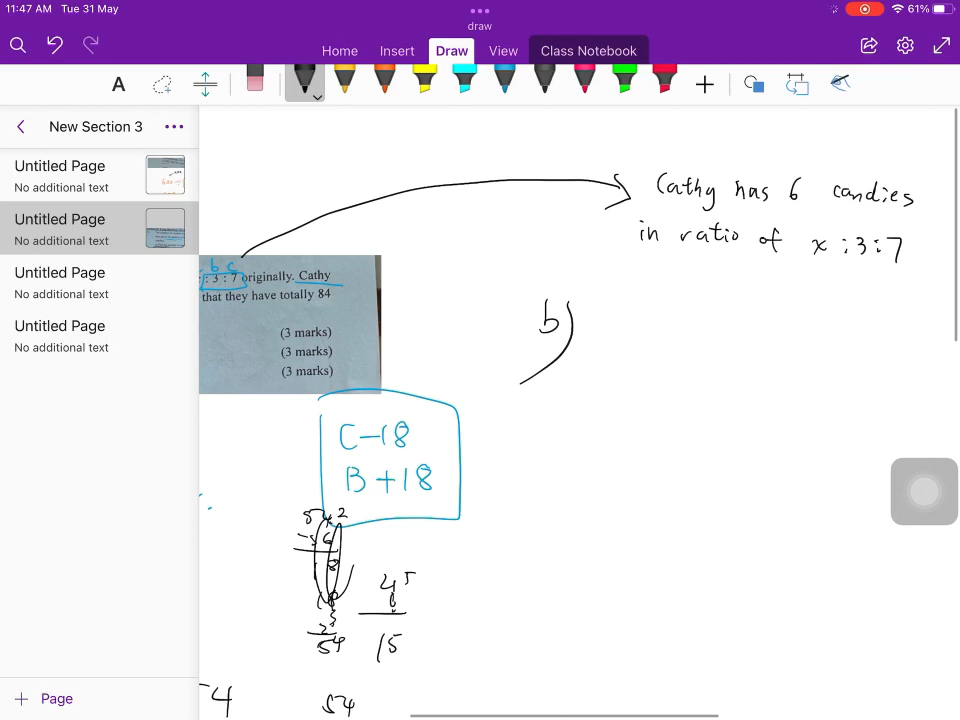 11:47 AM Tue 31 May
61%
draw
Home Insert Draw View Class Notebook
A
New Section 3
Untitled Page
No additional text
Untitled Page
No additional text
Untitled Page
No additional text
Untitled Page
No additional text
+ Page
Cathy has 6 candies
in ratio of x : 3 : 7
b c
: 3 : 7 originally. Cathy
that they have totally 84
(3 marks)
(3 marks)
(3 marks)
b)
C-18
B+18
45
15
54
-4
54